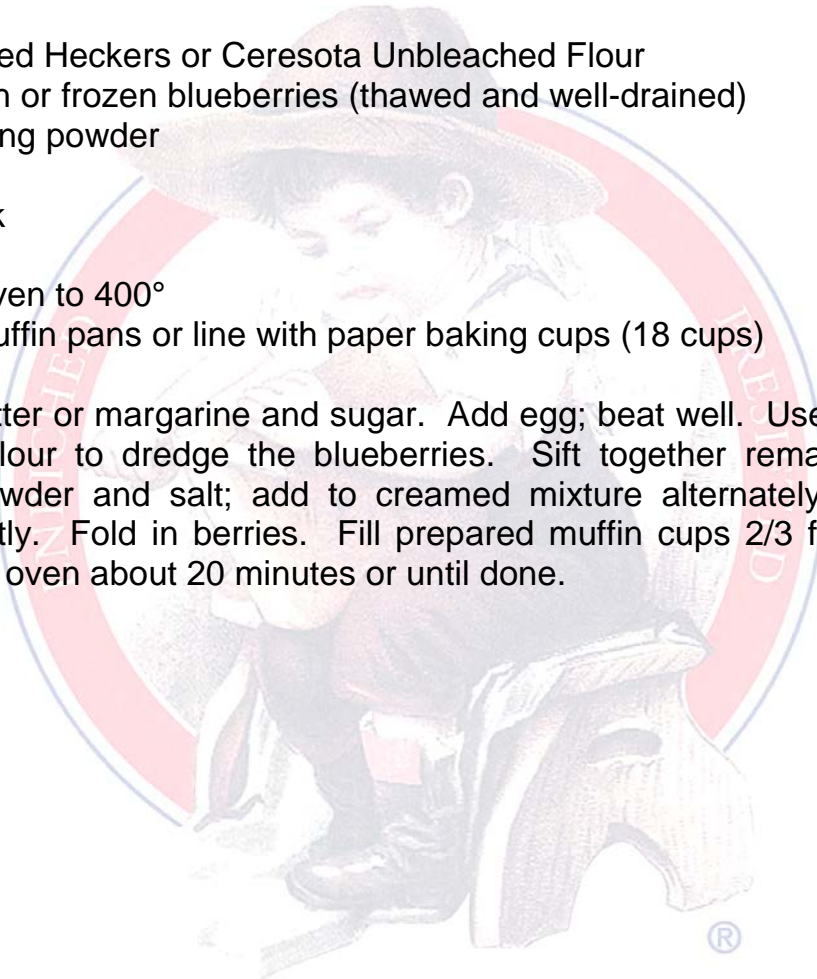 ed Heckers or Ceresota Unbleached Flour
n or frozen blueberries (thawed and well-drained)
ng powder
k
ven to 400°
uffin pans or line with paper baking cups (18 cups)
tter or margarine and sugar. Add egg; beat well. Use
lour to dredge the blueberries. Sift together rema
wder and salt; add to creamed mixture alternately
tly. Fold in berries. Fill prepared muffin cups 2/3 f
oven about 20 minutes or until done.
®